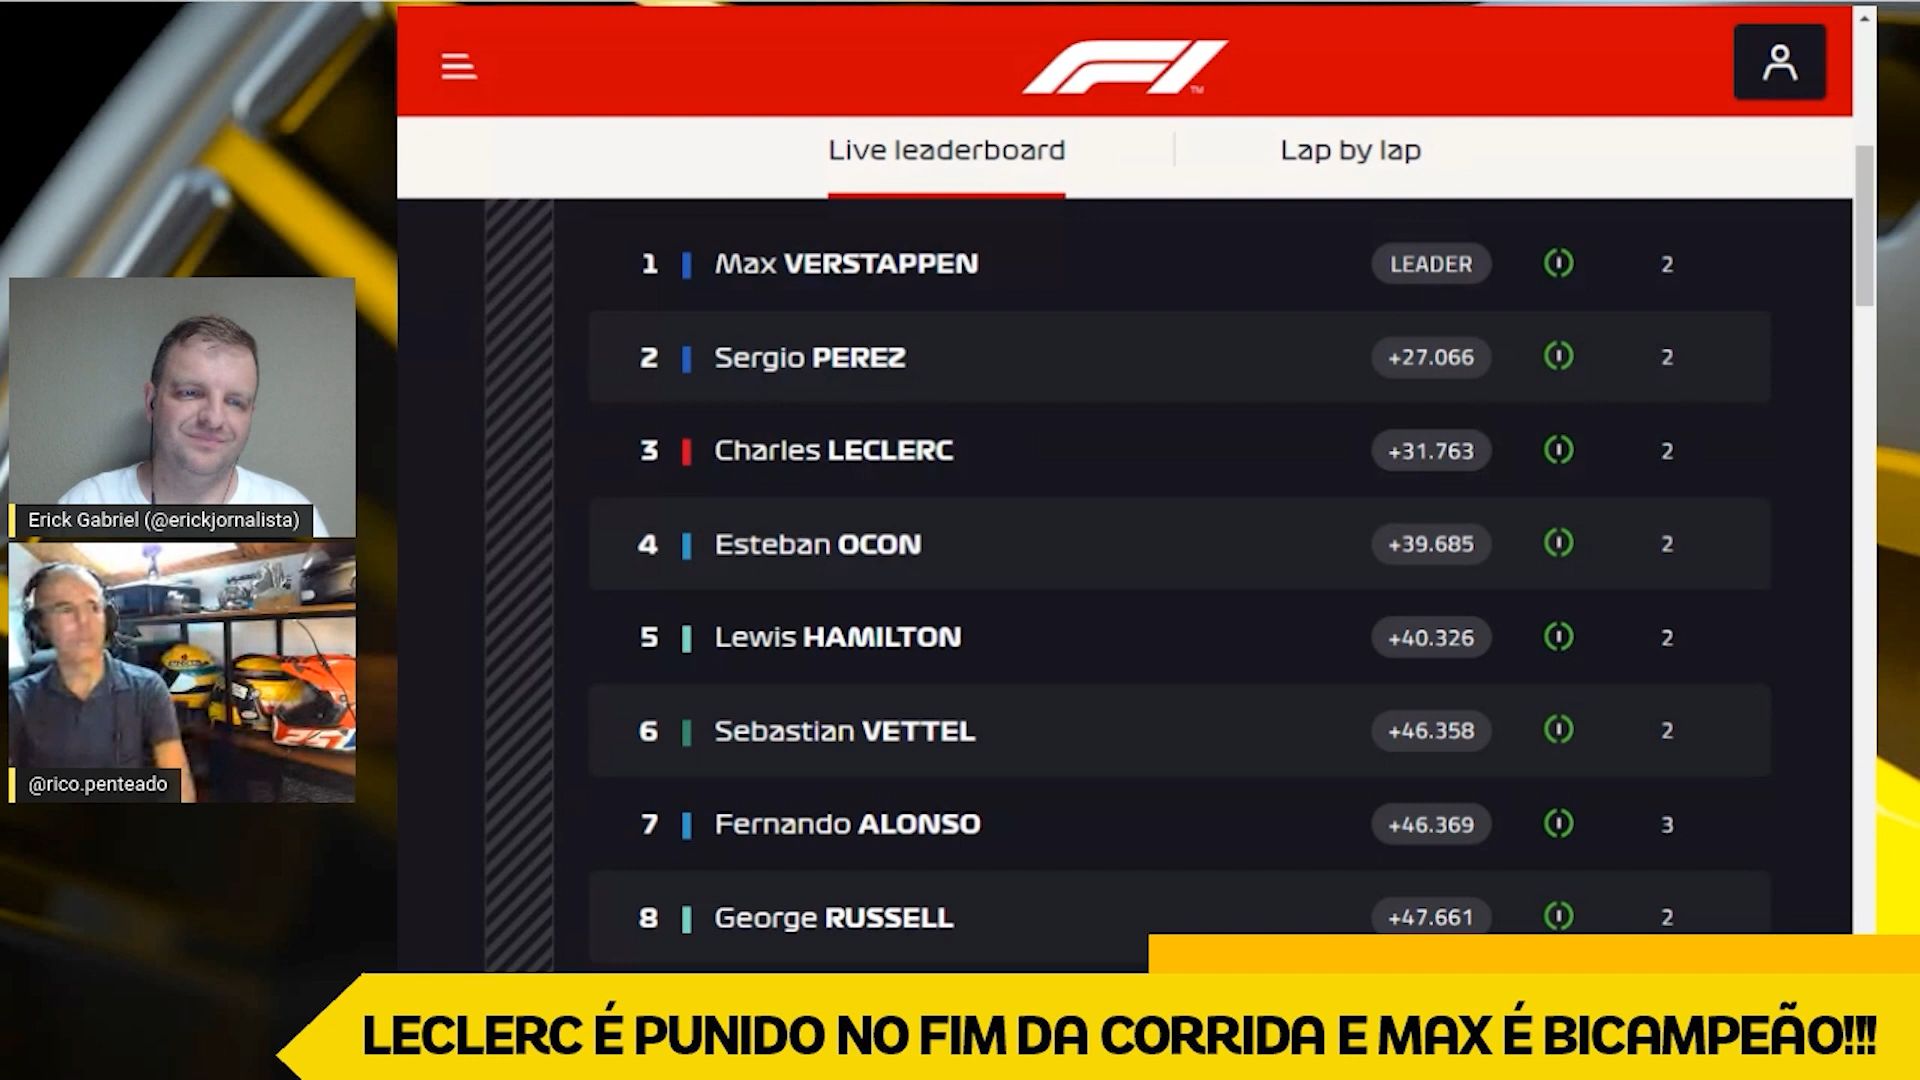 F1
TM
Live leaderboard
Lap by lap
1 Max VERSTAPPEN LEADER 2
2 Sergio PEREZ +27.066 2
3 Charles LECLERC +31.763 2
4 Esteban OCON +39.685 2
5 Lewis HAMILTON +40.326 2
6 Sebastian VETTEL +46.358 2
7 Fernando ALONSO +46.369 3
8 George RUSSELL +47.661 2
Erick Gabriel (@erickjornalista)
@rico.penteado
LECLERC É PUNIDO NO FIM DA CORRIDA E MAX É BICAMPEÃO!!!